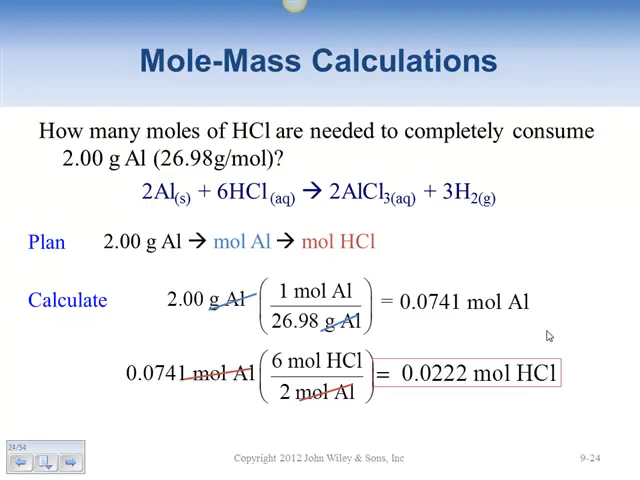 Mole-Mass Calculations
How many moles of HCl are needed to completely consume
2.00 g Al (26.98g/mol)?
2Al(s) + 6HCl (aq) → 2AlCl3(aq) + 3H2(g)
Plan 2.00 g Al → mol Al → mol HCl
Calculate 2.00 g Al (1 mol Al / 26.98 g Al) = 0.0741 mol Al
0.0741 mol Al (6 mol HCl / 2 mol Al) = 0.0222 mol HCl
24/54
Copyright 2012 John Wiley & Sons, Inc 9-24